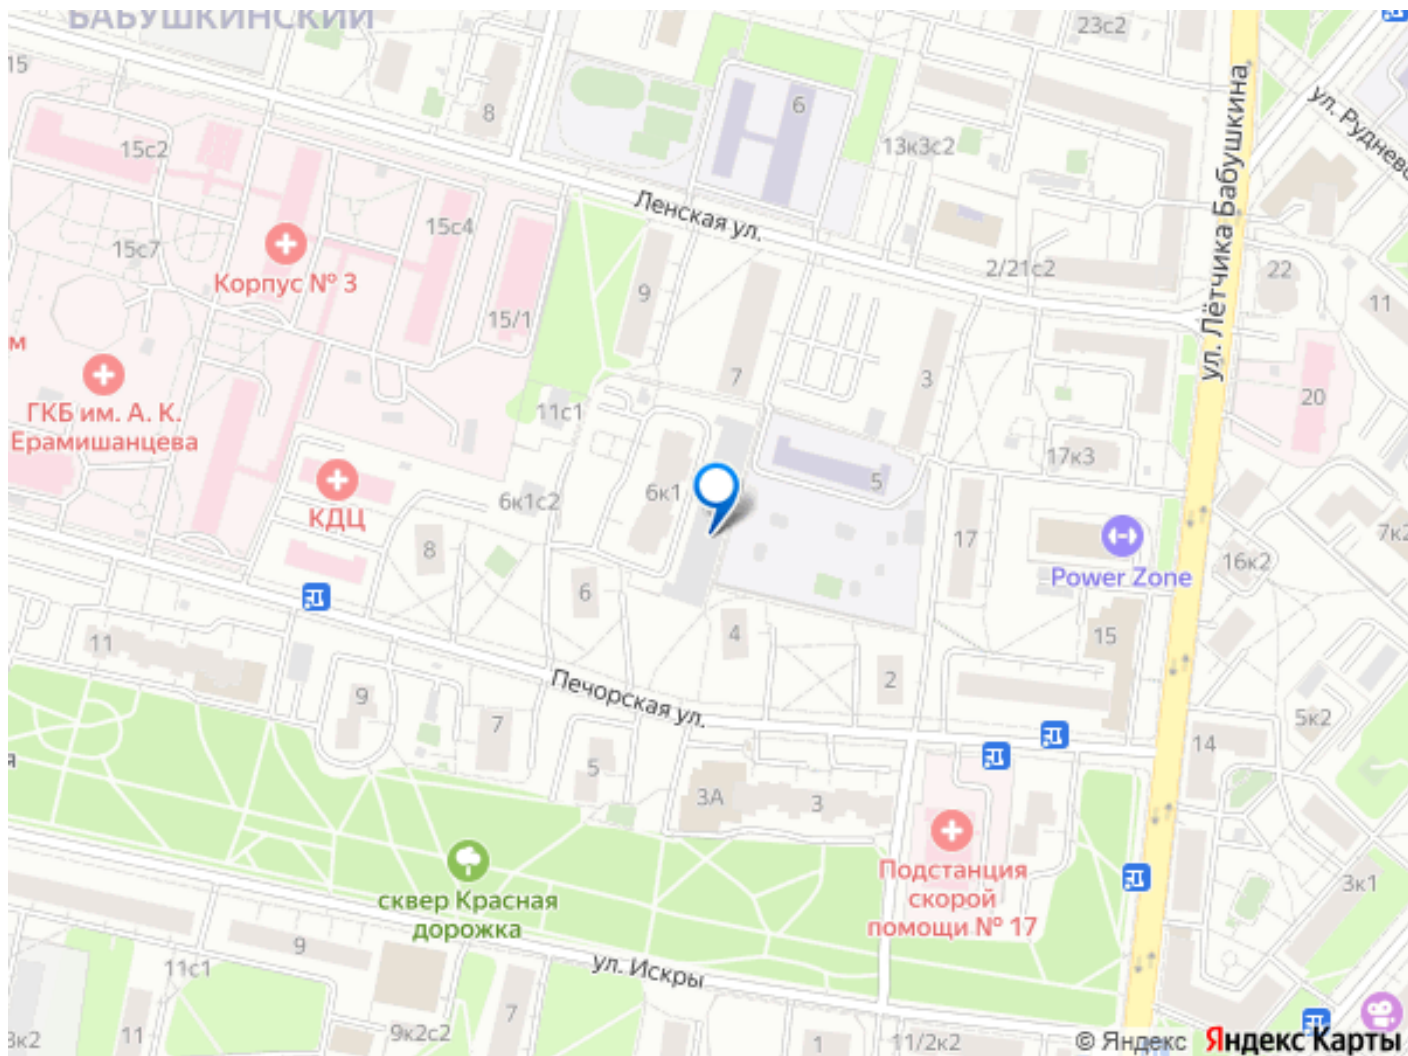 БАБУШКИНСКИЙ
23с2
15
8
6
ул. Рудневой
15с2
13к3с2
ул. Лётчика Бабушкина
Ленская ул.
15с4
15с7
Корпус № 3
9
2/21с2
22
11
15/1
м
7
3
20
ГКБ им. А. К.
Ерамишанцева
11с1
17к3
5
КДЦ
6к1с2
6к1
17
Power Zone
7к2
16к2
8
6
4
15
11
2
9
Печорская ул.
7
5к2
14
я
5
3А
3
Подстанция
скорой
помощи № 17
сквер Красная
дорожка
3к1
9
11с1
ул. Искры
7
11
9к2с2
3к2
1
11/2к2
© Яндекс Яндекс Карты